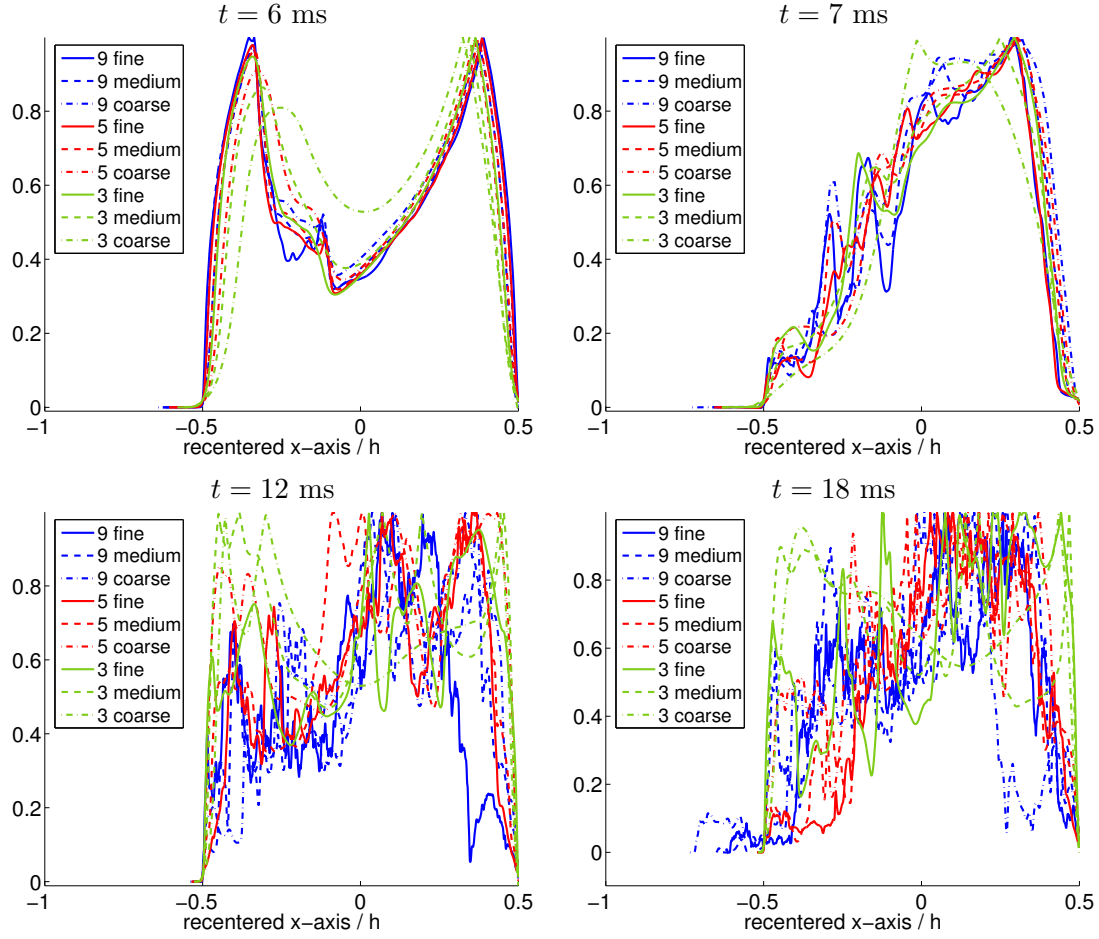 t = 6 ms
t = 7 ms
0.8
0.6
0.4
0.2
0
−1
−0.5
0
0.5
recentered x−axis / h
9 fine
9 medium
9 coarse
5 fine
5 medium
5 coarse
3 fine
3 medium
3 coarse
0.8
0.6
0.4
0.2
0
−1
−0.5
0
0.5
recentered x−axis / h
9 fine
9 medium
9 coarse
5 fine
5 medium
5 coarse
3 fine
3 medium
3 coarse
t = 12 ms
t = 18 ms
0.8
0.6
0.4
0.2
0
−1
−0.5
0
0.5
recentered x−axis / h
9 fine
9 medium
9 coarse
5 fine
5 medium
5 coarse
3 fine
3 medium
3 coarse
0.8
0.6
0.4
0.2
0
−1
−0.5
0
0.5
recentered x−axis / h
9 fine
9 medium
9 coarse
5 fine
5 medium
5 coarse
3 fine
3 medium
3 coarse